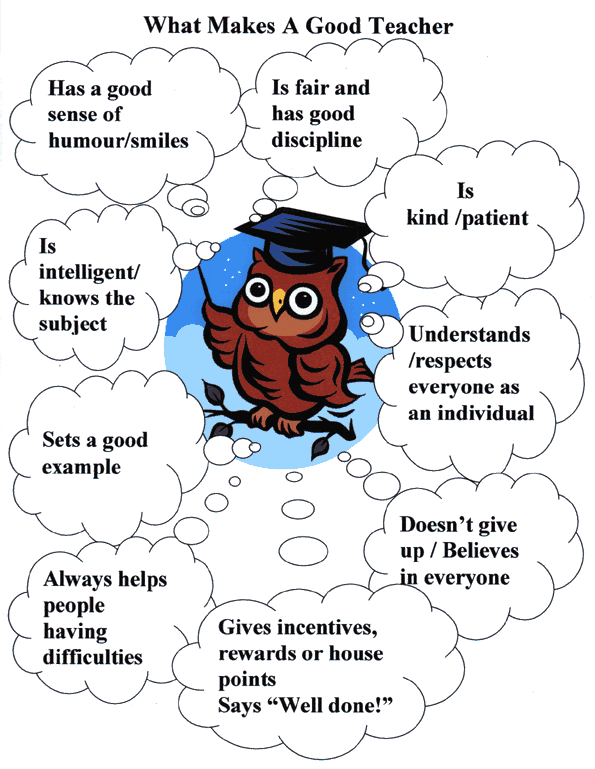 What Makes A Good Teacher
Has a good
sense of
humour/smiles
Is fair and
has good
discipline
Is
kind /patient
Is
intelligent/
knows the
subject
Understands
/respects
everyone as
an individual
Sets a good
example
Doesn't give
up / Believes
in everyone
Always helps
people
having
difficulties
Gives incentives,
rewards or house
points
Says “Well done!”